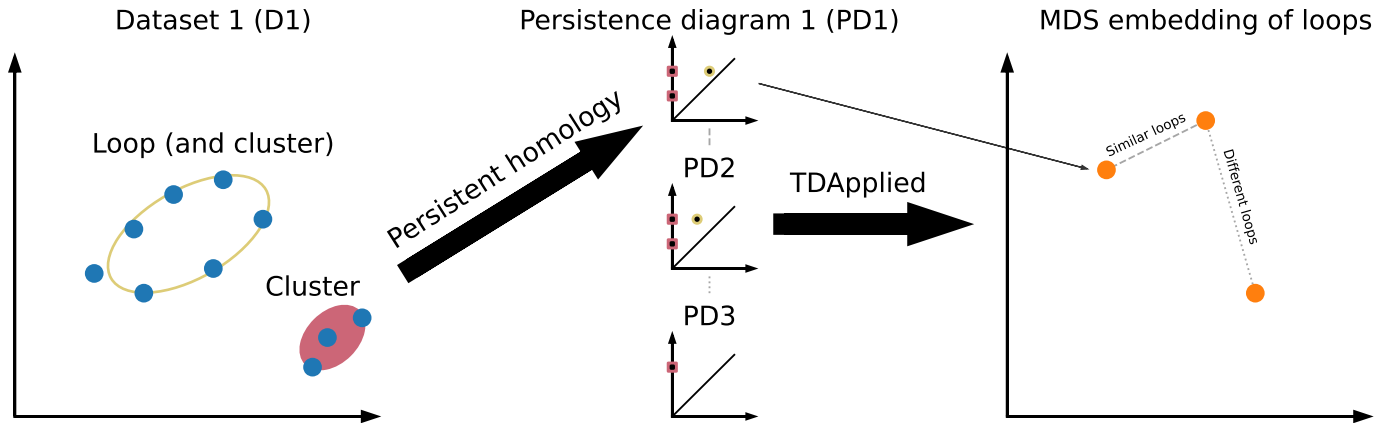 Dataset 1 (D1)
Loop (and cluster)
Cluster
Persistent homology
Persistence diagram 1 (PD1)
PD2
PD3
TDApplied
MDS embedding of loops
Similar loops
Different loops